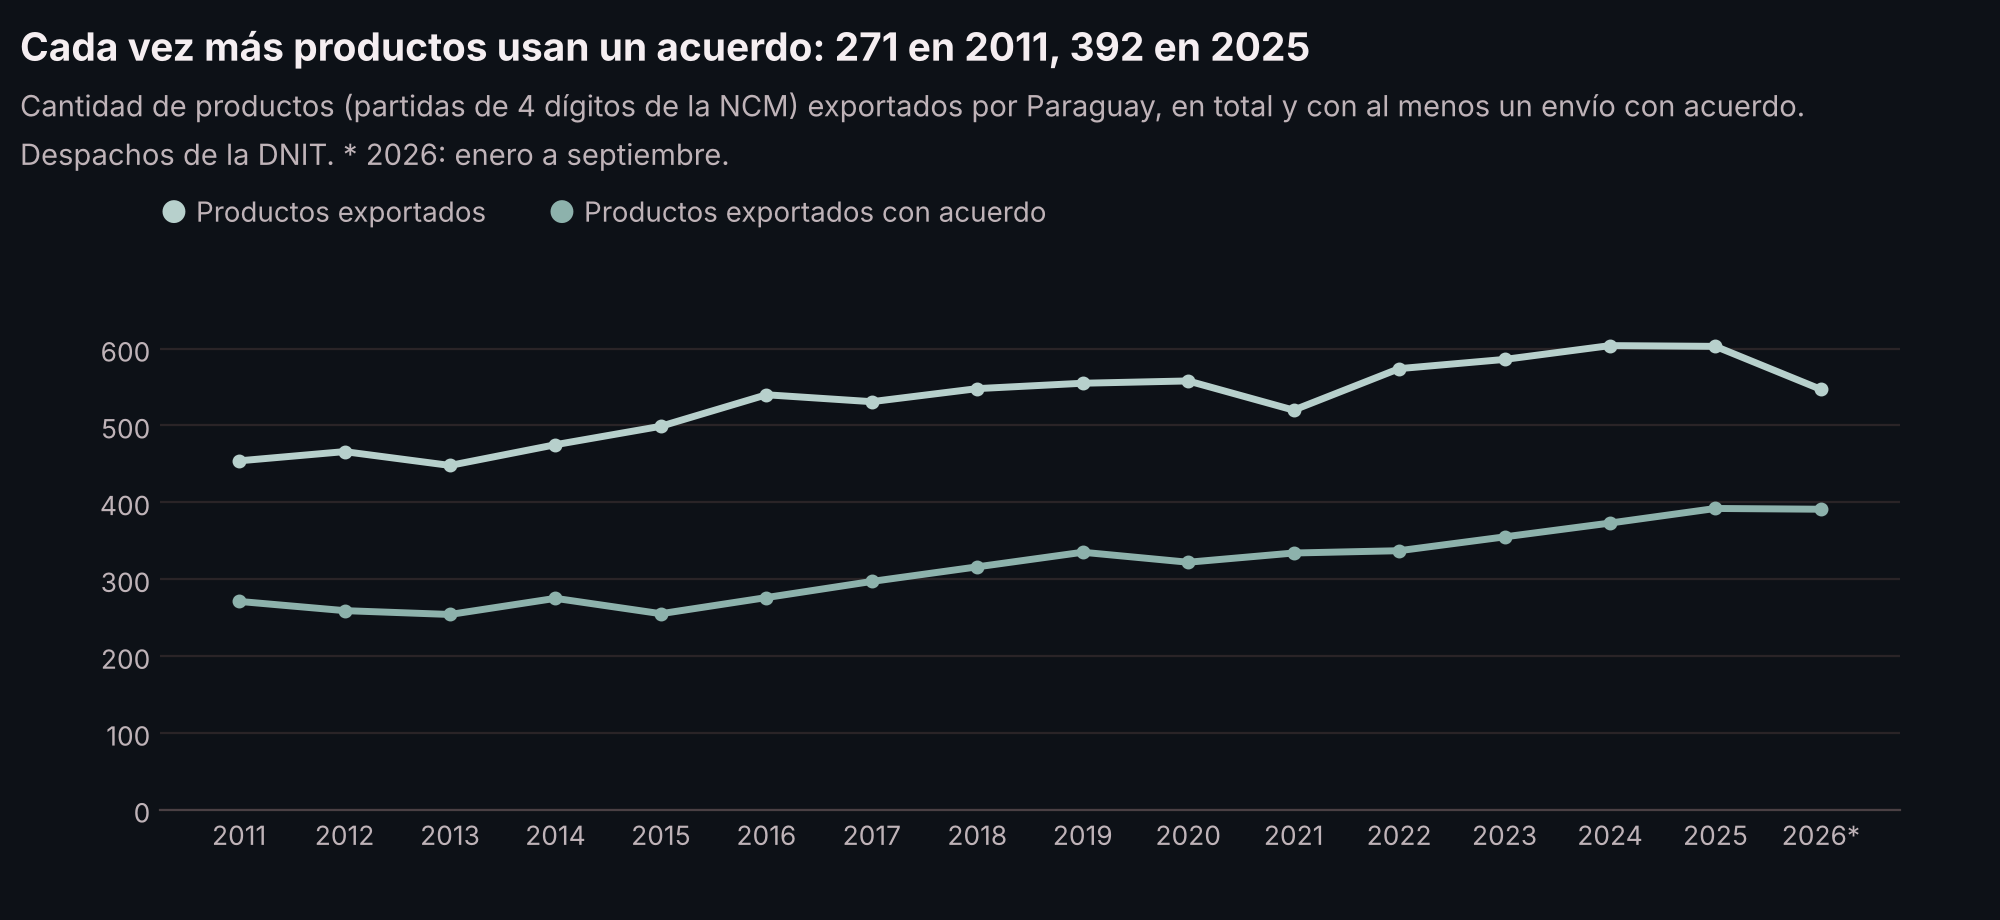 Cada vez más productos usan un acuerdo: 271 en 2011, 392 en 2025
Cantidad de productos (partidas de 4 dígitos de la NCM) exportados por Paraguay, en total y con al menos un envío con acuerdo.
Despachos de la DNIT. * 2026: enero a septiembre.
Productos exportados
Productos exportados con acuerdo
600
500
400
300
200
100
0
2011 2012 2013 2014 2015 2016 2017 2018 2019 2020 2021 2022 2023 2024 2025 2026*